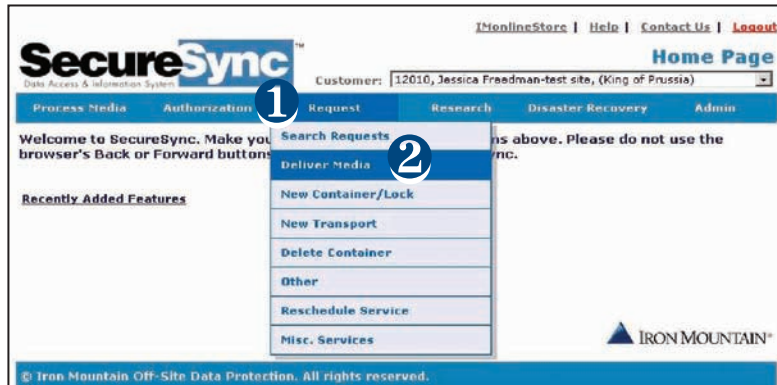 IMonlineStore | Help | Contact Us | Logout
SecureSync™
Data Access & Information System
Home Page
Customer: 12010, Jessica Freedman-test site, (King of Prussia)
Process Media Authorization 1 Request Research Disaster Recovery Admin
Welcome to SecureSync. Make you ns above. Please do not use the
browser's Back or Forward buttons ync.
Recently Added Features
Search Requests
Deliver Media 2
New Container/Lock
New Transport
Delete Container
Other
Reschedule Service
Misc. Services
IRON MOUNTAIN®
© Iron Mountain Off-Site Data Protection. All rights reserved.